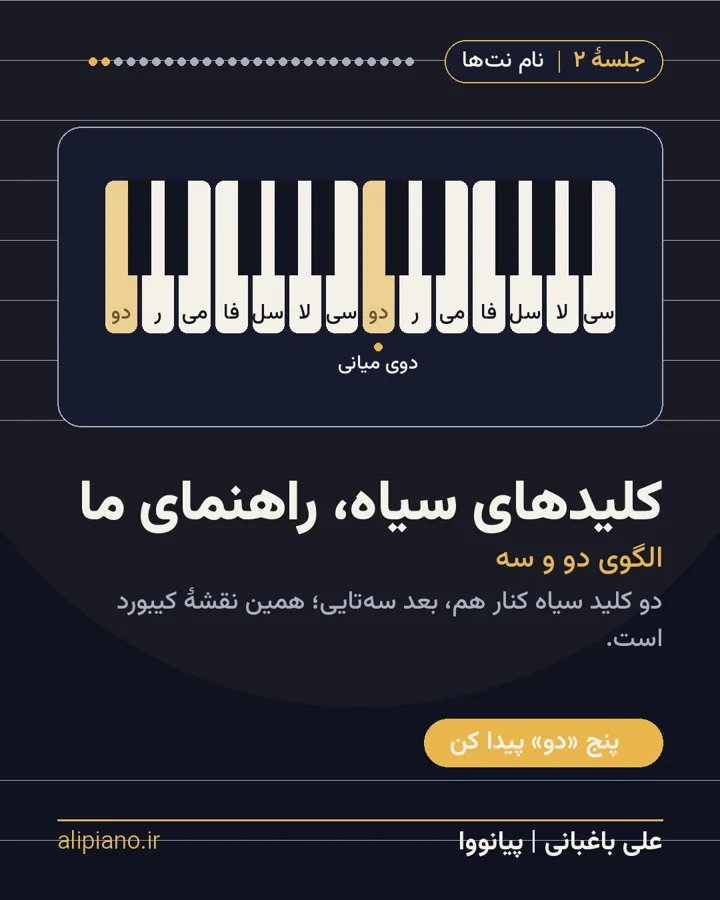 جلسهٔ ۲ | نام نت‌ها
دو ر می فا سل لا سی دو ر می فا سل لا سی
دوی میانی
کلیدهای سیاه، راهنمای ما
الگوی دو و سه
دو کلید سیاه کنار هم، بعد سه‌تایی؛ همین نقشهٔ کیبورد
است.
پنج «دو» پیدا کن
علی باغبانی | پیانووا
alipiano.ir